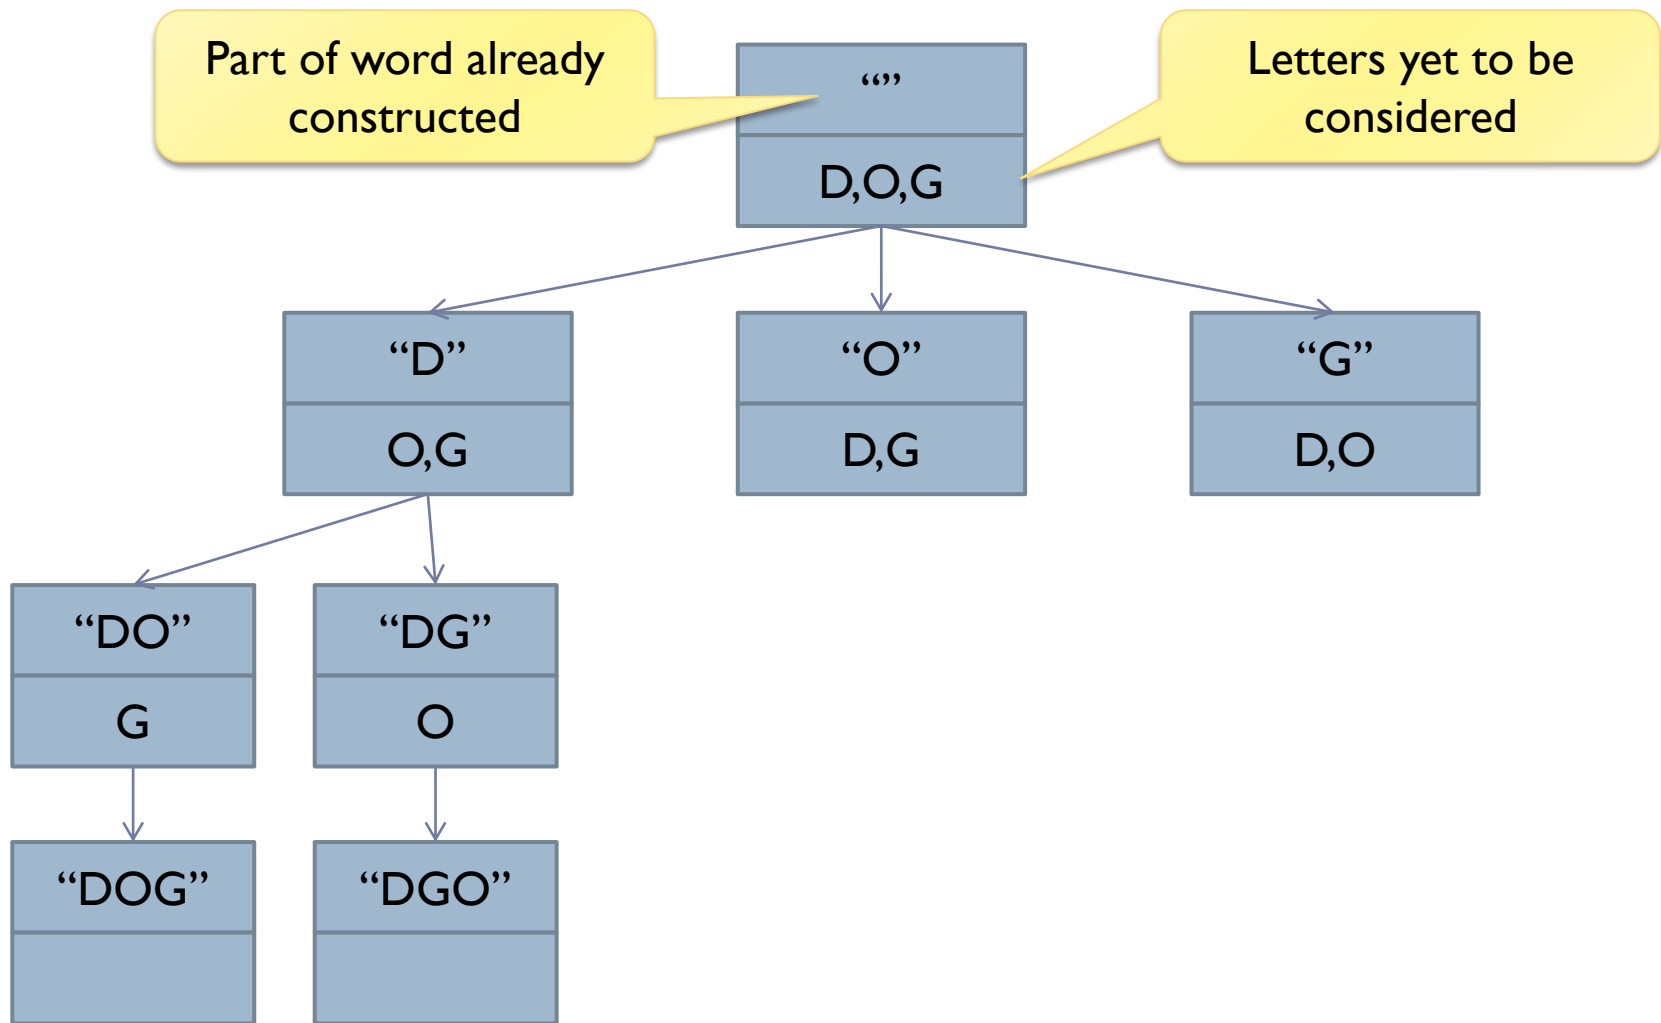 Part of word already
constructed
“”
Letters yet to be
considered
D,O,G
“D”
“O”
“G”
O,G
D,G
D,O
“DO”
“DG”
G
O
“DOG”
“DGO”